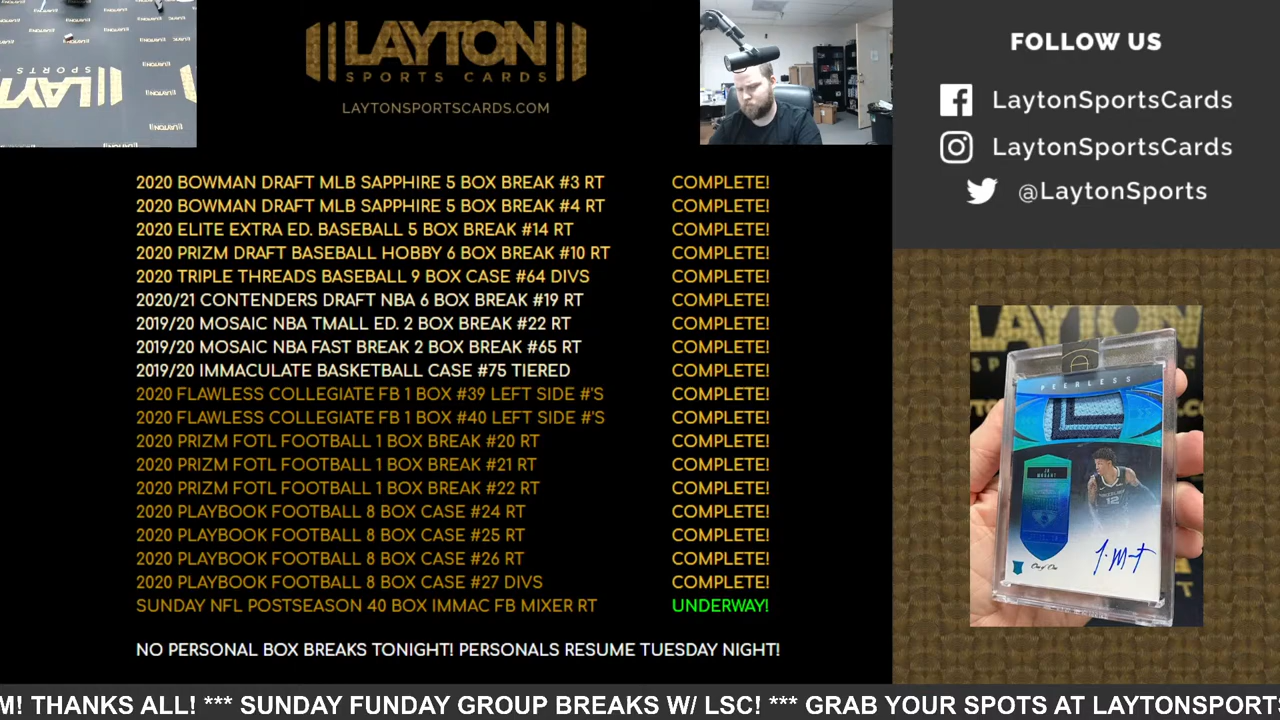 LAYTON
SPORTS CARDS
LAYTONSPORTSCARDS.COM
FOLLOW US
LaytonSportsCards
LaytonSportsCards
@LaytonSports
2020 BOWMAN DRAFT MLB SAPPHIRE 5 BOX BREAK #3 RT COMPLETE!
2020 BOWMAN DRAFT MLB SAPPHIRE 5 BOX BREAK #4 RT COMPLETE!
2020 ELITE EXTRA ED. BASEBALL 5 BOX BREAK #14 RT COMPLETE!
2020 PRIZM DRAFT BASEBALL HOBBY 6 BOX BREAK #10 RT COMPLETE!
2020 TRIPLE THREADS BASEBALL 9 BOX CASE #64 DIVS COMPLETE!
2020/21 CONTENDERS DRAFT NBA 6 BOX BREAK #19 RT COMPLETE!
2019/20 MOSAIC NBA TMALL ED. 2 BOX BREAK #22 RT COMPLETE!
2019/20 MOSAIC NBA FAST BREAK 2 BOX BREAK #65 RT COMPLETE!
2019/20 IMMACULATE BASKETBALL CASE #75 TIERED COMPLETE!
2020 FLAWLESS COLLEGIATE FB 1 BOX #39 LEFT SIDE #'S COMPLETE!
2020 FLAWLESS COLLEGIATE FB 1 BOX #40 LEFT SIDE #'S COMPLETE!
2020 PRIZM FOTL FOOTBALL 1 BOX BREAK #20 RT COMPLETE!
2020 PRIZM FOTL FOOTBALL 1 BOX BREAK #21 RT COMPLETE!
2020 PRIZM FOTL FOOTBALL 1 BOX BREAK #22 RT COMPLETE!
2020 PLAYBOOK FOOTBALL 8 BOX CASE #24 RT COMPLETE!
2020 PLAYBOOK FOOTBALL 8 BOX CASE #25 RT COMPLETE!
2020 PLAYBOOK FOOTBALL 8 BOX CASE #26 RT COMPLETE!
2020 PLAYBOOK FOOTBALL 8 BOX CASE #27 DIVS COMPLETE!
SUNDAY NFL POSTSEASON 40 BOX IMMAC FB MIXER RT UNDERWAY!
NO PERSONAL BOX BREAKS TONIGHT! PERSONALS RESUME TUESDAY NIGHT!
PEERLESS
JA MORANT
GRIZZLIES
12
One of One
M! THANKS ALL! *** SUNDAY FUNDAY GROUP BREAKS W/ LSC! *** GRAB YOUR SPOTS AT LAYTONSPORTS